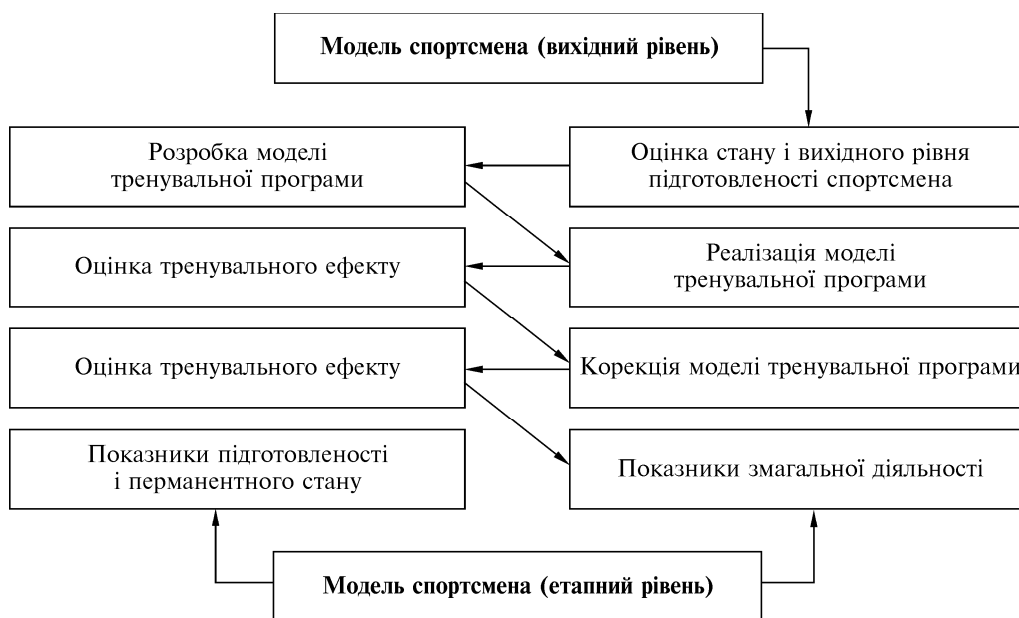 Модель спортсмена (вихідний рівень)
Розробка моделі
тренувальної програми
Оцінка стану і вихідного рівня
підготовленості спортсмена
Оцінка тренувального ефекту
Реалізація моделі
тренувальної програми
Оцінка тренувального ефекту
Корекція моделі тренувальної програми
Показники підготовленості
і перманентного стану
Показники змагальної діяльності
Модель спортсмена (етапний рівень)